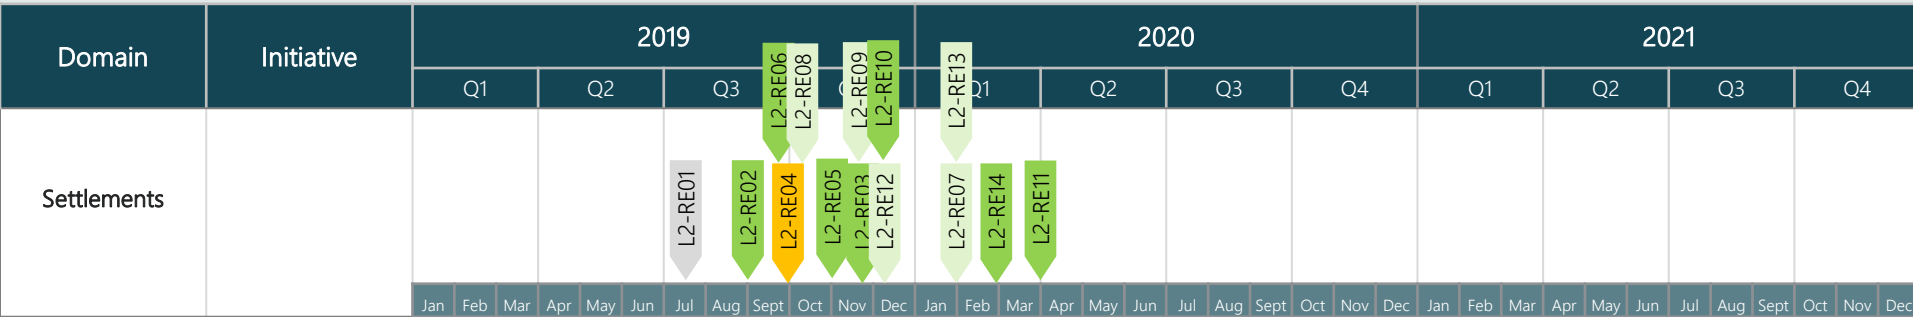 Domain Initiative 2019 2020 2021
Q1 Q2 Q3 Q1 Q2 Q3 Q4 Q1 Q2 Q3 Q4
L2-RE06 L2-RE08 L2-RE09 L2-RE10 L2-RE13
Settlements
L2-RE01 L2-RE02 L2-RE04 L2-RE05 L2-RE03 L2-RE12 L2-RE07 L2-RE14 L2-RE11
Jan Feb Mar Apr May Jun Jul Aug Sept Oct Nov Dec Jan Feb Mar Apr May Jun Jul Aug Sept Oct Nov Dec Jan Feb Mar Apr May Jun Jul Aug Sept Oct Nov Dec